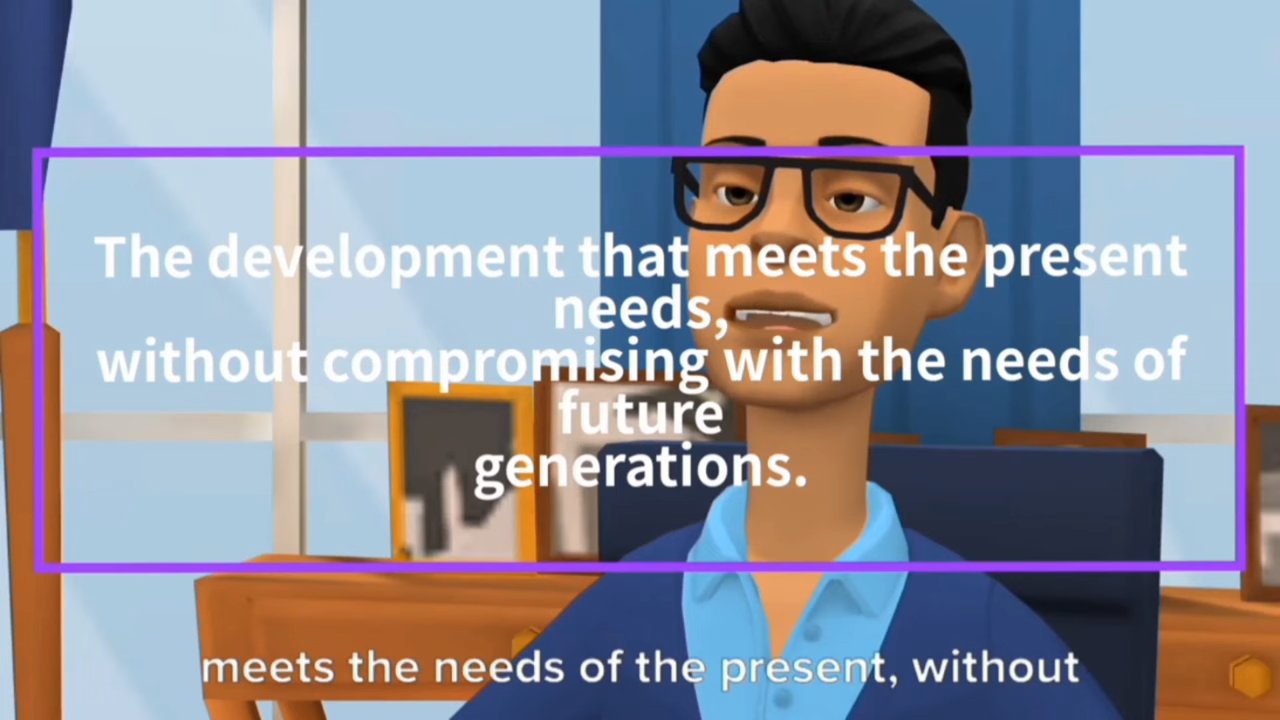 The development that meets the present
needs,
without compromising with the needs of
future
generations.
meets the needs of the present, without